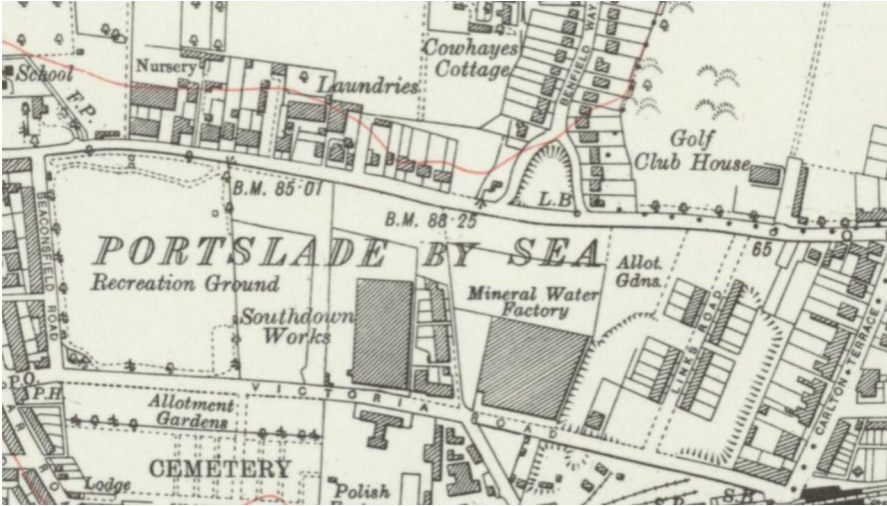 Cowhayes
Cottage
BENFIELD WAY
School
Nursery
Laundries
F.P.
Golf
Club House
B.M. 85·07
L.B
B.M. 88·25
65
BEACONSFIELD ROAD
PORTSLADE BY SEA
Recreation Ground
Allot.
Gdns.
Mineral Water
Factory
Southdown
Works
LINKS ROAD
CARLTON TERRACE
P.O.
P.H.
VICTORIA ROAD
Allotment
Gardens
CEMETERY
Lodge
Polish
S.P.
S.B.